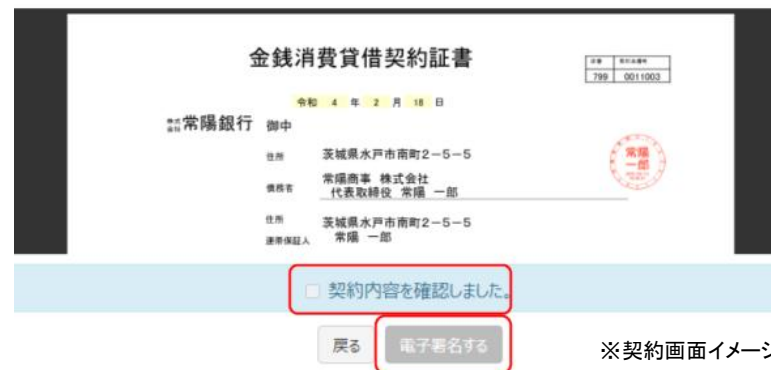 金銭消費貸借契約証書
799 0011003
令和 4 年 2 月 18 日
株式会社常陽銀行 御中
住所 茨城県水戸市南町2-5-5
常陽商事 株式会社
債務者 代表取締役 常陽 一郎
常陽
一郎
住所 茨城県水戸市南町2-5-5
連帯保証人 常陽 一郎
契約内容を確認しました。
戻る 電子署名する
※契約画面イメージ